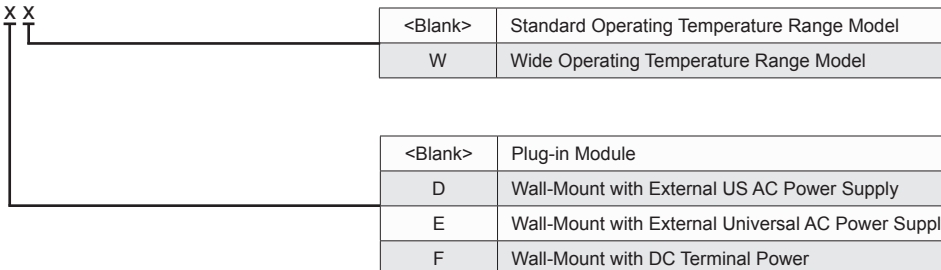 X X
<Blank> Standard Operating Temperature Range Model
W Wide Operating Temperature Range Model
<Blank> Plug-in Module
D Wall-Mount with External US AC Power Supply
E Wall-Mount with External Universal AC Power Suppl
F Wall-Mount with DC Terminal Power